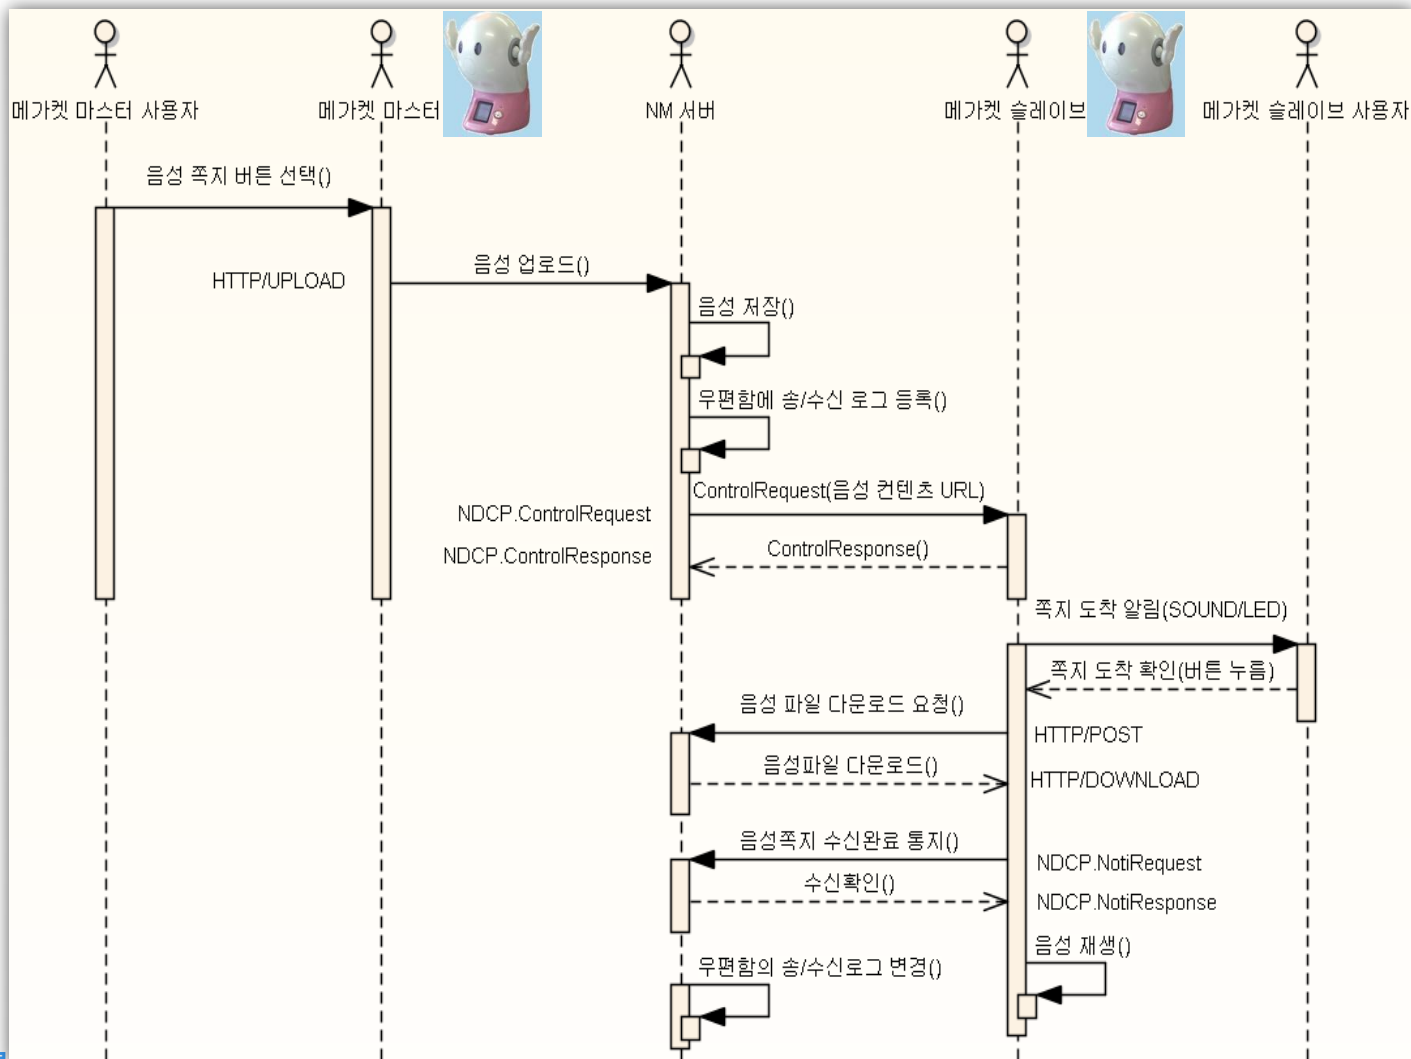 메가켓 마스터 사용자
메가켓 마스터
NM 서버
메가켓 슬레이브
메가켓 슬레이브 사용자
음성 쪽지 버튼 선택()
HTTP/UPLOAD
음성 업로드()
음성 저장()
우편함에 송/수신 로그 등록()
ControlRequest(음성 컨텐츠 URL)
NDCP.ControlRequest
ControlResponse()
NDCP.ControlResponse
쪽지 도착 알림(SOUND/LED)
쪽지 도착 확인(버튼 누름)
음성 파일 다운로드 요청()
HTTP/POST
음성파일 다운로드()
HTTP/DOWNLOAD
음성쪽지 수신완료 통지()
NDCP.NotiRequest
수신확인()
NDCP.NotiResponse
음성 재생()
우편함의 송/수신로그 변경()